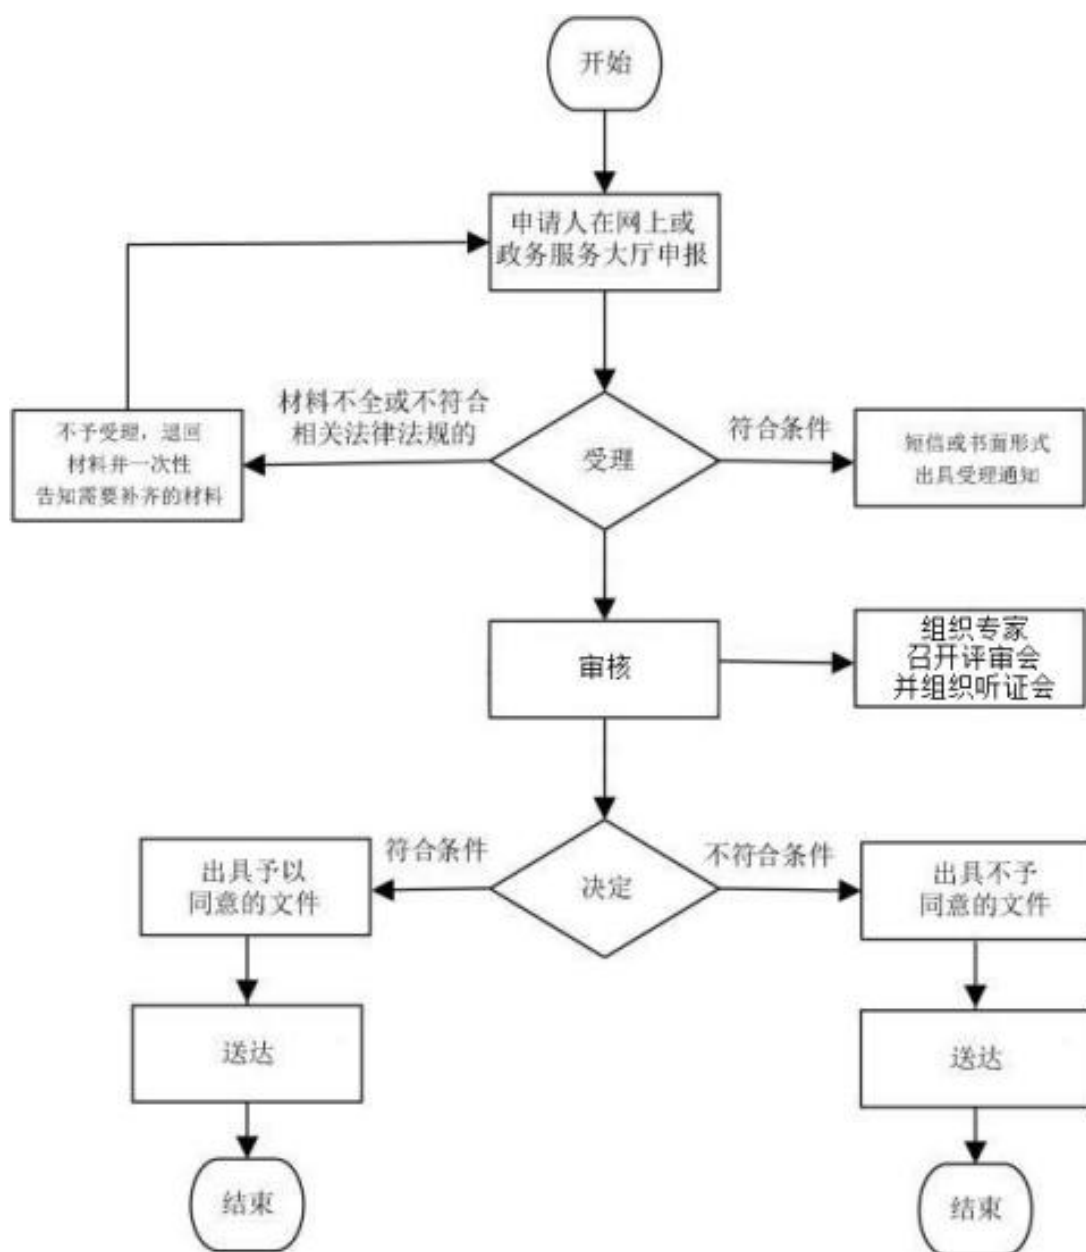 开始
申请人在网上或
政务服务大厅申报
材料不全或不符合
相关法律法规的
符合条件
不予受理，退回
材料并一次性
告知需要补齐的材料
受理
短信或书面形式
出具受理通知
审核
组织专家
召开评审会
并组织听证会
符合条件
不符合条件
出具予以
同意的文件
决定
出具不予
同意的文件
送达
送达
结束
结束